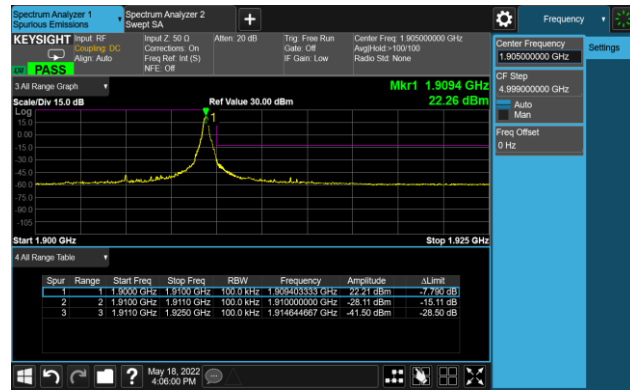 Spectrum Analyzer 1
Spurious Emissions
Spectrum Analyzer 2
Swept SA
+
Frequency
KEYSIGHT
Input: RF
Coupling: DC
Align: Auto
Input Z: 50 Ω
Corrections: On
Freq Ref: Int (S)
NFE: Off
Atten: 20 dB
Trig: Free Run
Gate: Off
IF Gain: Low
Center Freq: 1.905000000 GHz
Avg|Hold:>100/100
Radio Std: None
PASS
Center Frequency
1.905000000 GHz
Settings
CF Step
4.999000000 GHz
Auto
Man
Freq Offset
0 Hz
3 All Range Graph
Mkr1 1.9094 GHz
22.26 dBm
Scale/Div 15.0 dB
Ref Value 30.00 dBm
Log
15.0
0.00
-15.0
-30.0
-45.0
-60.0
-75.0
-90.0
-105
1
Start 1.900 GHz
Stop 1.925 GHz
4 All Range Table
Spur Range Start Freq Stop Freq RBW Frequency Amplitude ΔLimit
1 1 1.9000 GHz 1.9100 GHz 100.0 kHz 1.909403333 GHz 22.21 dBm -7.790 dB
2 2 1.9100 GHz 1.9110 GHz 100.0 kHz 1.910000000 GHz -28.11 dBm -15.11 dB
3 3 1.9110 GHz 1.9250 GHz 100.0 kHz 1.914644667 GHz -41.50 dBm -28.50 dB
?
May 18, 2022
4:06:00 PM